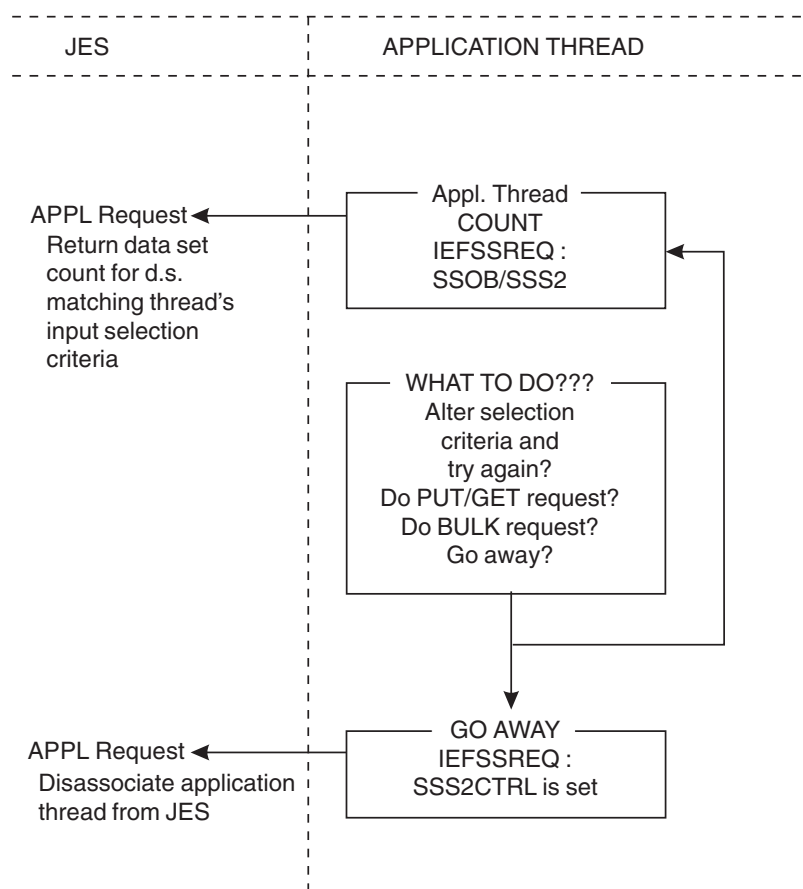 JES
APPLICATION THREAD
APPL Request
Return data set
count for d.s.
matching thread's
input selection
criteria
Appl. Thread
COUNT
IEFSSREQ :
SSOB/SSS2
WHAT TO DO???
Alter selection
criteria and
try again?
Do PUT/GET request?
Do BULK request?
Go away?
APPL Request
Disassociate application
thread from JES
GO AWAY
IEFSSREQ :
SSS2CTRL is set